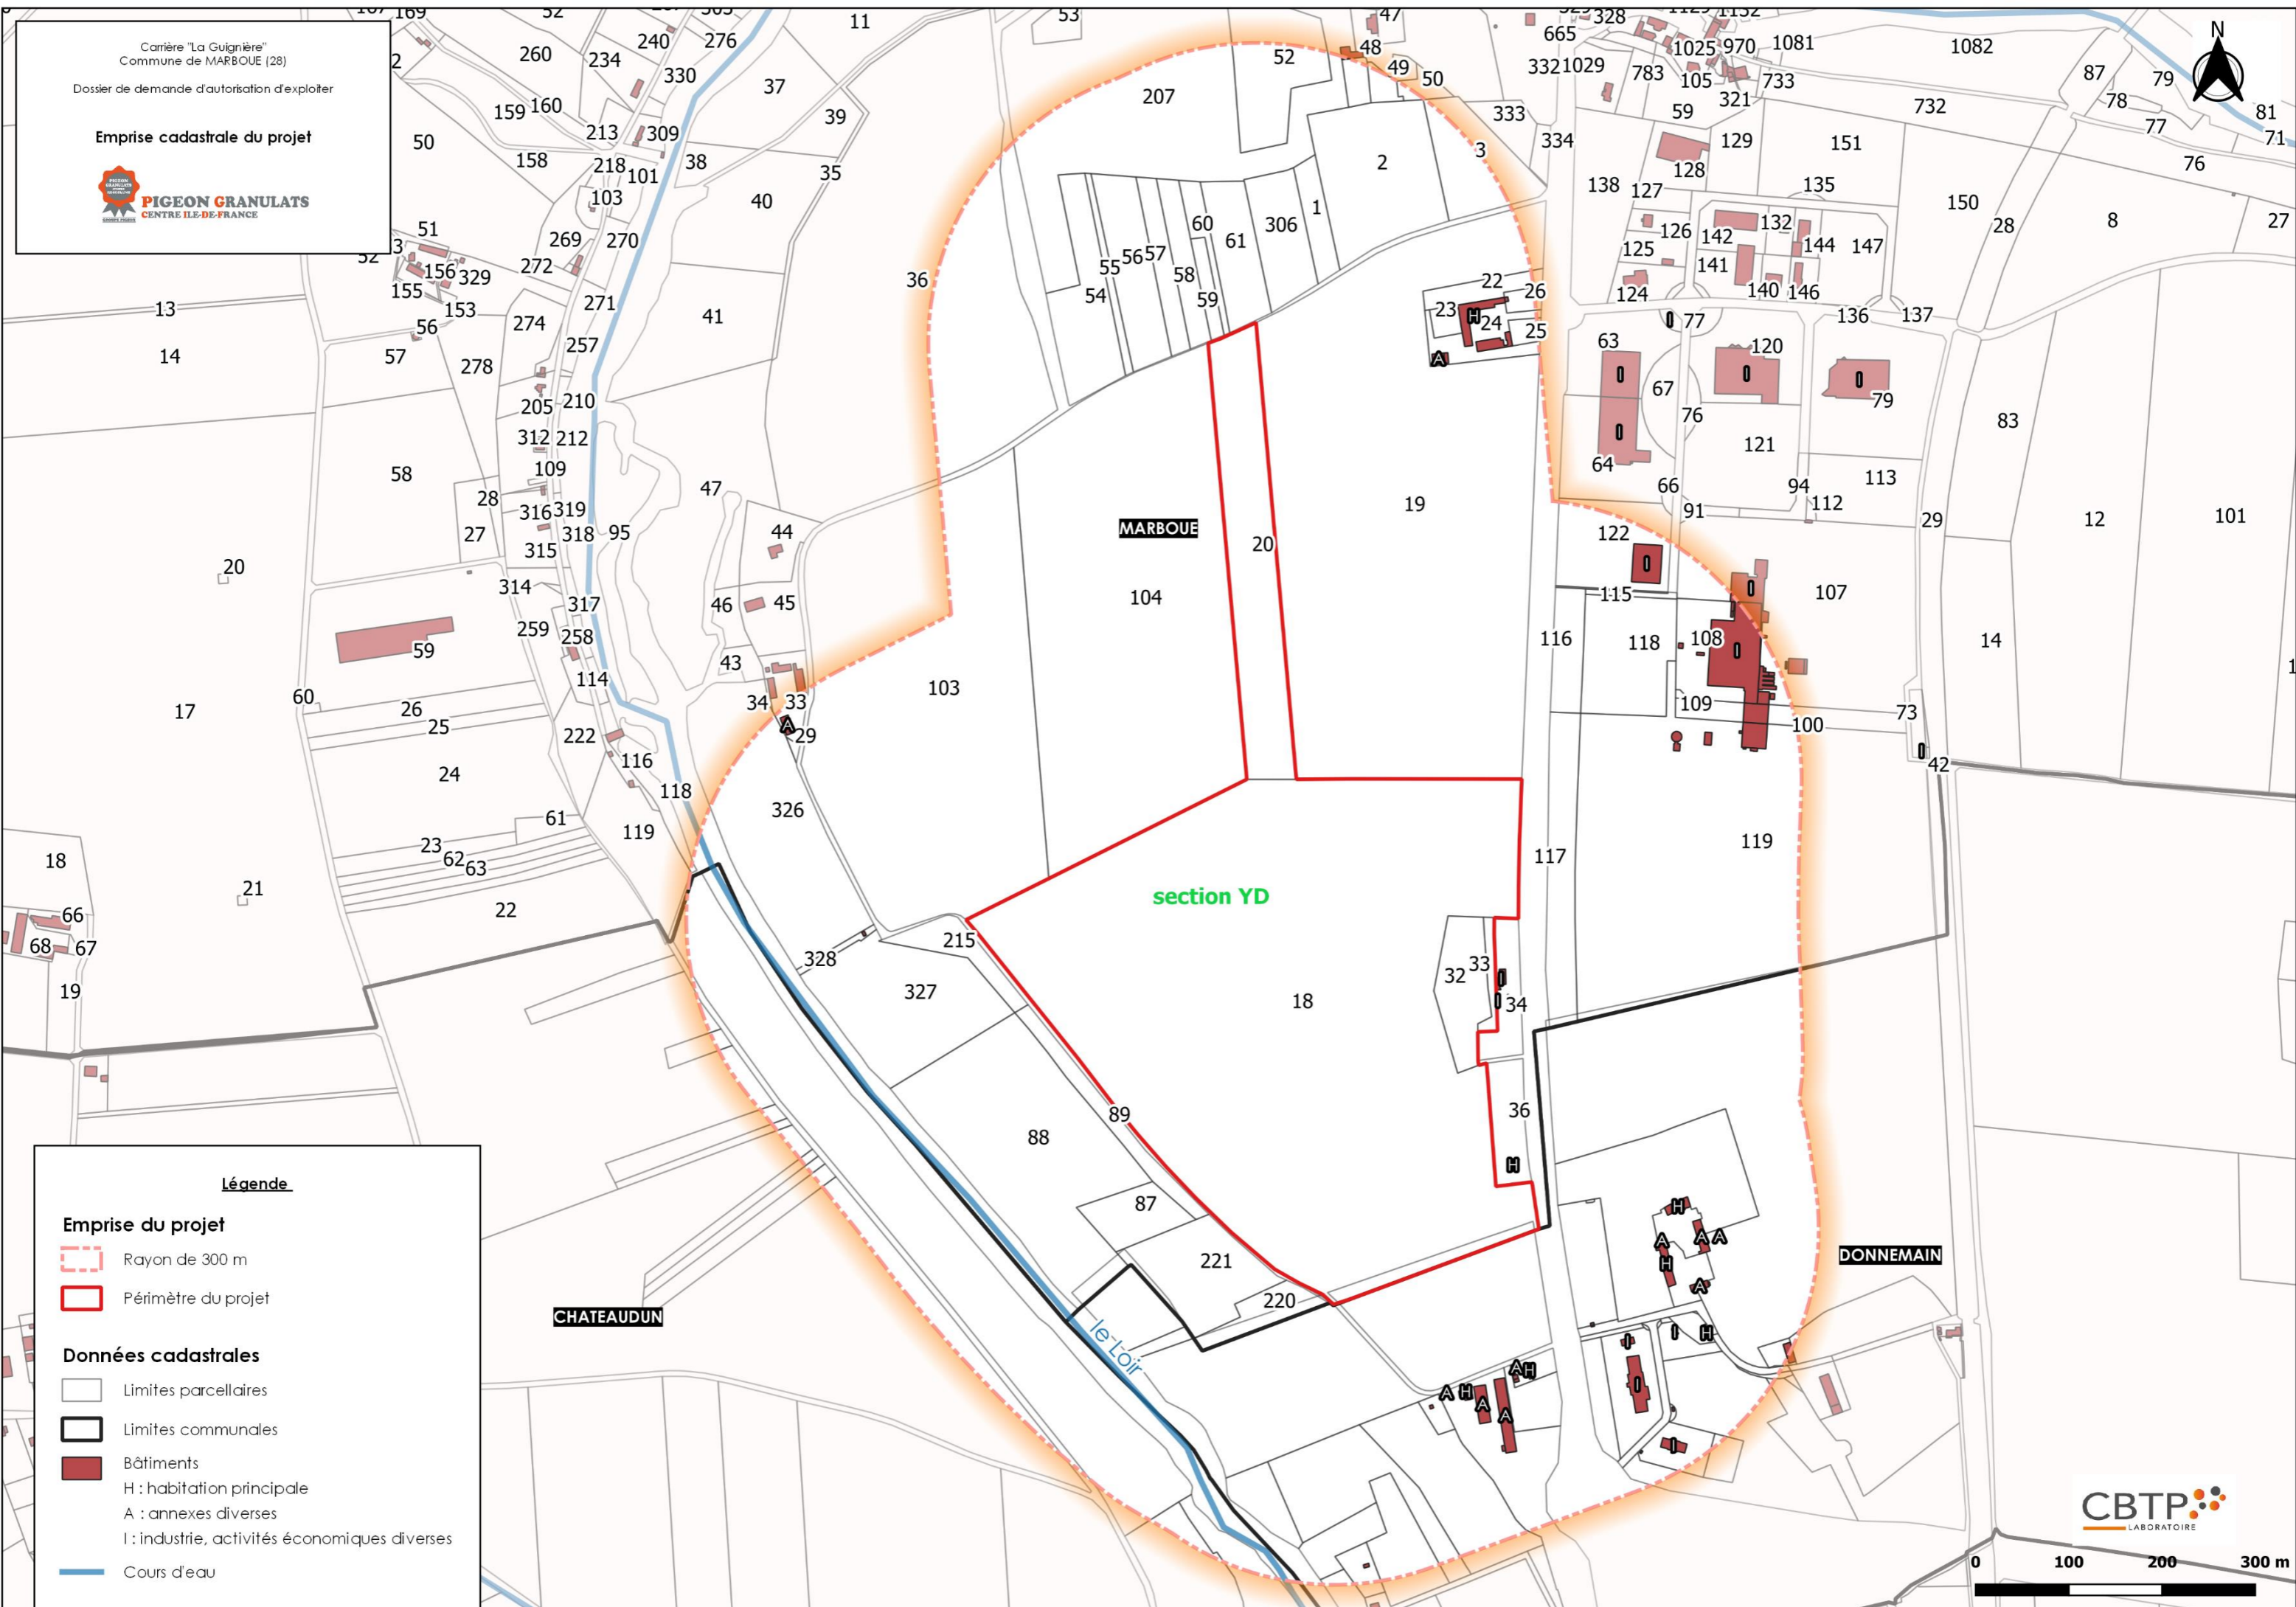 Carrière "La Guignière"
Commune de MARBOUE (28)
Dossier de demande d'autorisation d'exploiter
Emprise cadastrale du projet
PIGEON GRANULATS
CENTRE ILE-DE-FRANCE
N
169 52 11 53 47 328
260 234 240 276 330 37 39 35
159 160 213 309 158 218 101 38 103 40
50 51 269 270 272 156 329 155 153 271 274 41
13 14 56 57 278 257 205 210 312 212 109
58 28 27 316 319 318 315 95 47 44
20 314 317 46 45 259 258 59 43 114
17 60 26 25 24 222 116 34 33 29 118
61 119 23 62 63 22 18 21 66 68 67 19
207 52 48 49 50 2 3 333 334
36 54 55 56 57 58 59 60 61 306 1
665 332 1029 783 1025 970 1081 1082 105 733 321 59 732
87 79 78 77 81 71 76 27 8 28 150
129 151 128 138 127 135 126 142 132 144 147 125 141 124 140 146 136 137
22 26 23 H 24 25 A
77 63 120 67 79 76 64 121 66 94 112 113 91
83 29 12 101 14
MARBOUE
20
19
104
103
122 115 107 116 118 108 109 100 73 42
326 A
117 119
section YD
215 328 327
18
32 33 34
36 H
88 89
87
221
220
CHATEAUDUN
le Loir
DONNEMAIN
H A A A H A
I I H
A H A H A A
Légende
Emprise du projet
Rayon de 300 m
Périmètre du projet
Données cadastrales
Limites parcellaires
Limites communales
Bâtiments
H : habitation principale
A : annexes diverses
I : industrie, activités économiques diverses
Cours d'eau
CBTP
LABORATOIRE
0 100 200 300 m